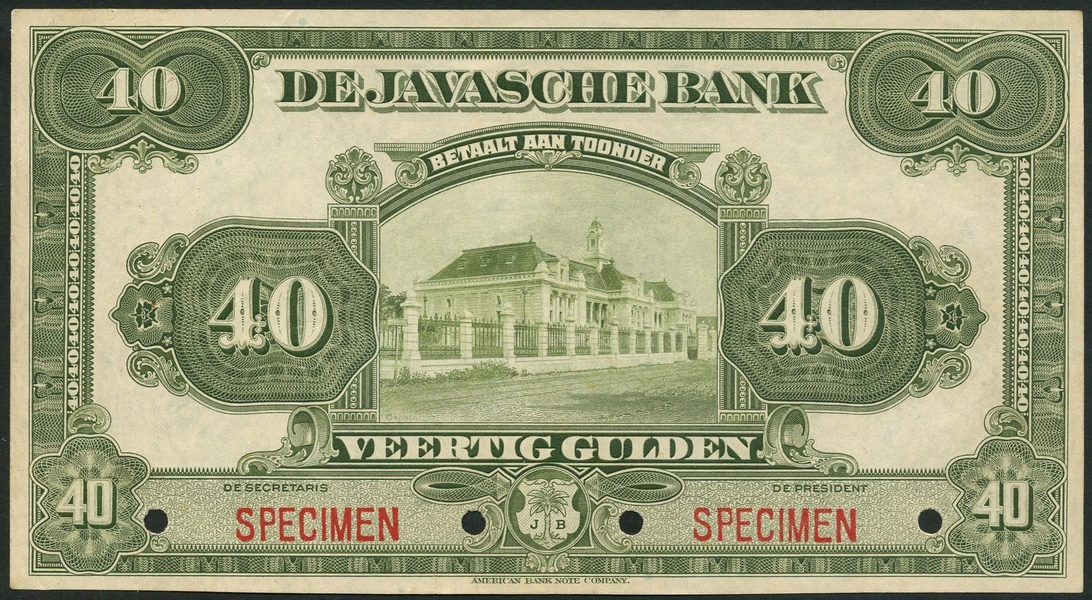 40 40
DE JAVASCHE BANK
BETAALT AAN TOONDER
40 40
VEERTIG GULDEN
DE SECRETARIS DE PRESIDENT
40 SPECIMEN J B SPECIMEN 40
AMERICAN BANK NOTE COMPANY.